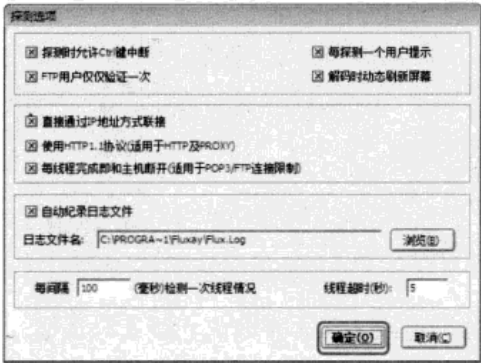 探测选项
探测时允许Ctrl键中断
每探测一个用户提示
FTP用户仅仅验证一次
解码时动态刷新屏幕
直接通过IP地址方式联接
使用HTTP1.1协议(适用于HTTP及PROXY)
每线程完成即和主机断开(适用于POP3/FTP连接限制)
自动纪录日志文件
日志文件名: C:\PROGRA~1\Fluxay\Flux.Log 浏览(B)
每间隔 100 (毫秒)检测一次线程情况 线程超时(秒): 5
确定(O) 取消(C)